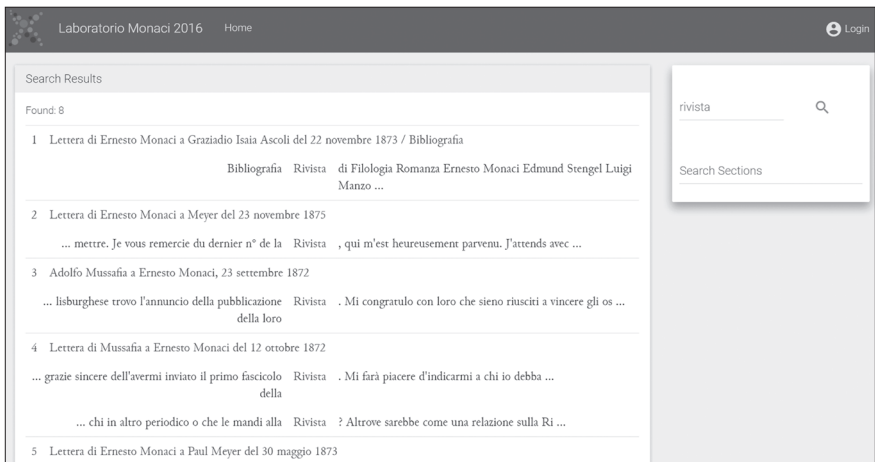 Laboratorio Monaci 2016 Home Login
Search Results
Found: 8
1 Lettera di Ernesto Monaci a Graziadio Isaia Ascoli del 22 novembre 1873 / Bibliografia
Bibliografia Rivista di Filologia Romanza Ernesto Monaci Edmund Stengel Luigi
Manzo ...
2 Lettera di Ernesto Monaci a Meyer del 23 novembre 1875
... mettre. Je vous remercie du dernier n° de la Rivista , qui m'est heureusement parvenu. J'attends avec ...
3 Adolfo Mussafia a Ernesto Monaci, 23 settembre 1872
... lisburghese trovo l'annuncio della pubblicazione Rivista . Mi congratulo con loro che sieno riusciti a vincere gli os ...
della loro
4 Lettera di Mussafia a Ernesto Monaci del 12 ottobre 1872
... grazie sincere dell'avermi inviato il primo fascicolo Rivista . Mi farà piacere d'indicarmi a chi io debba ...
della
... chi in altro periodico o che le mandi alla Rivista ? Altrove sarebbe come una relazione sulla Ri ...
5 Lettera di Ernesto Monaci a Paul Meyer del 30 maggio 1873
rivista
Search Sections